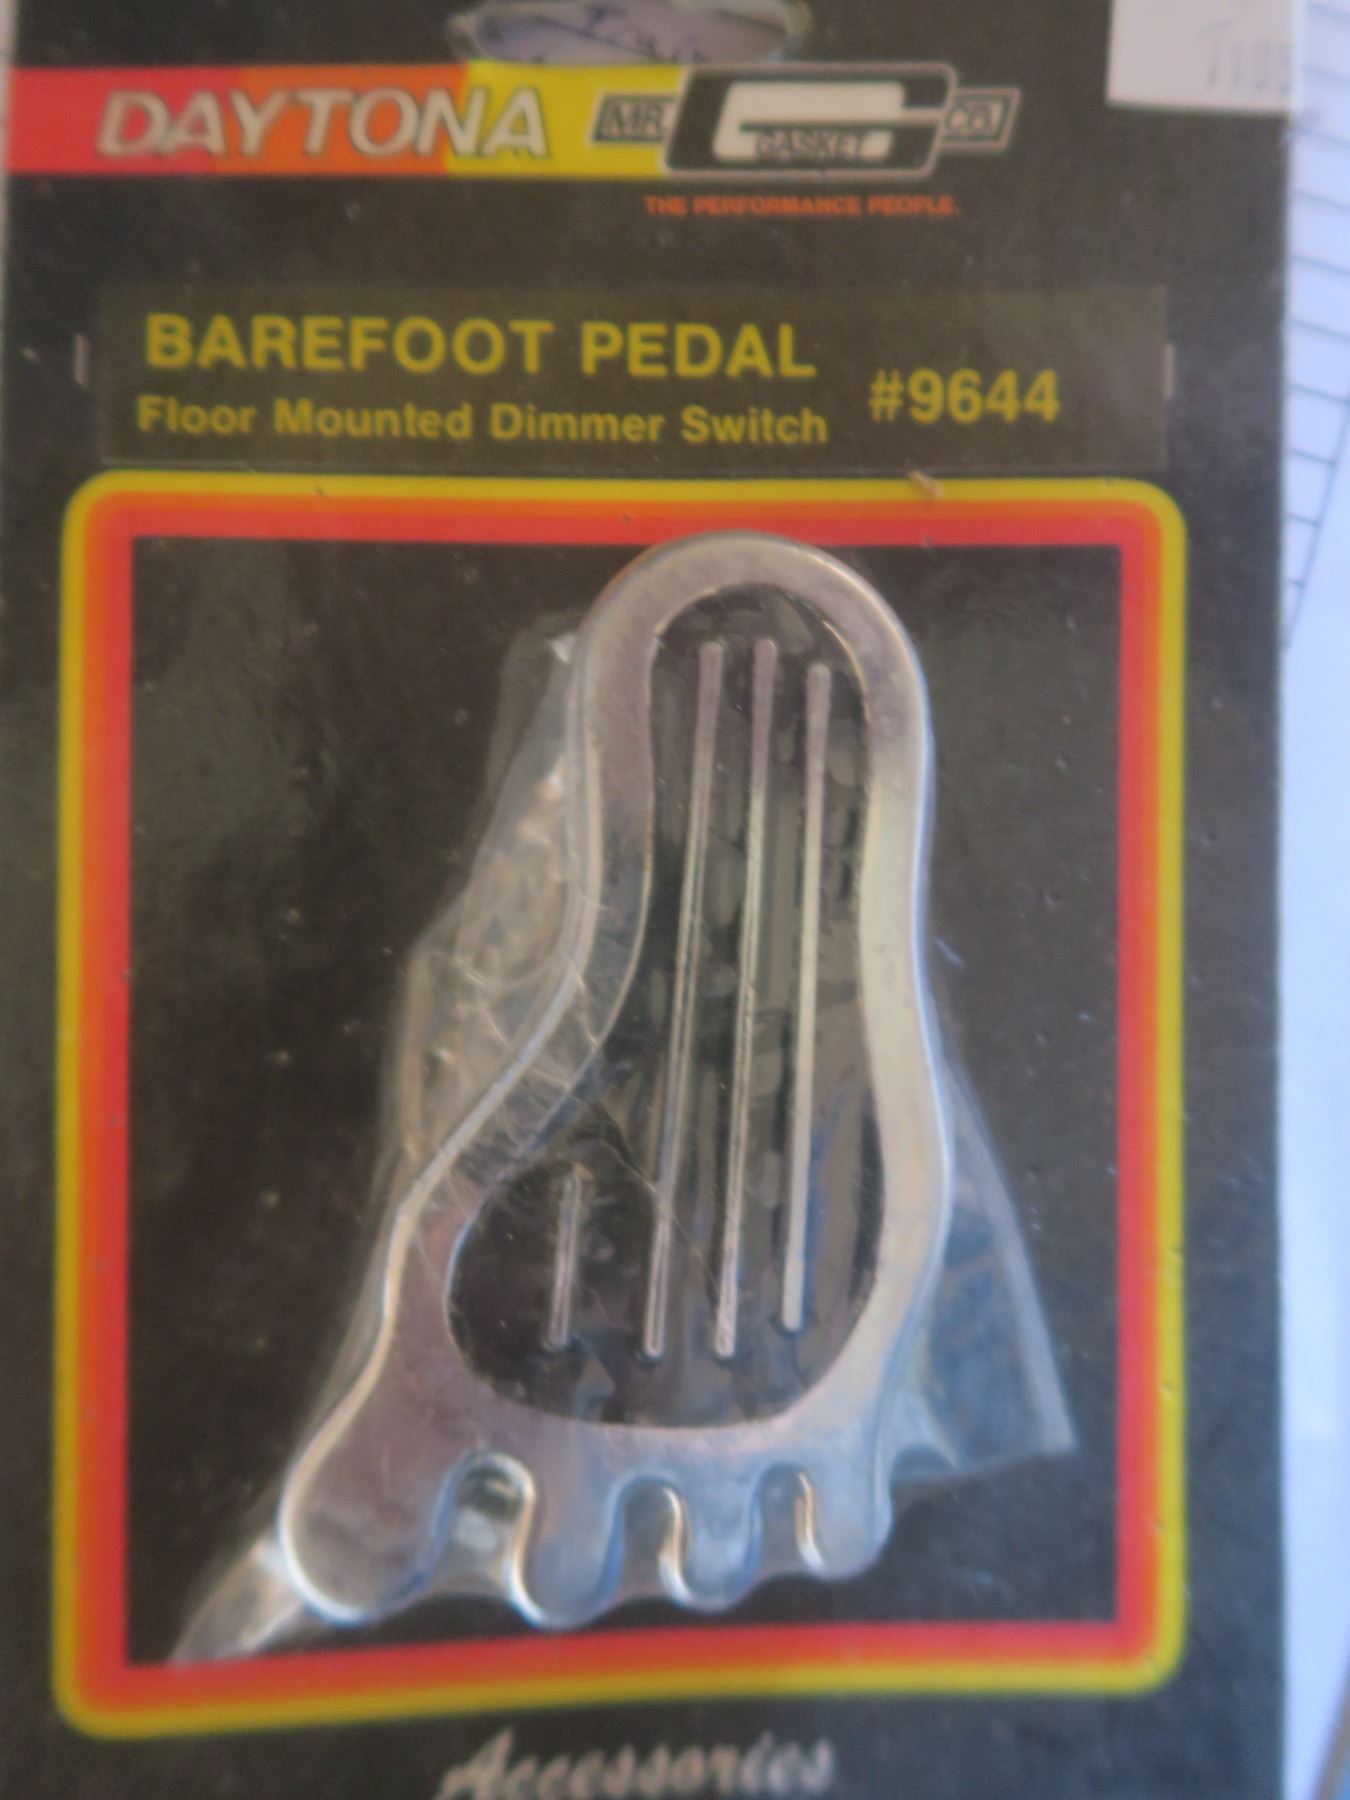 DAYTONA MR. GASKET CO.
THE PERFORMANCE PEOPLE.
BAREFOOT PEDAL
Floor Mounted Dimmer Switch #9644
Accessories